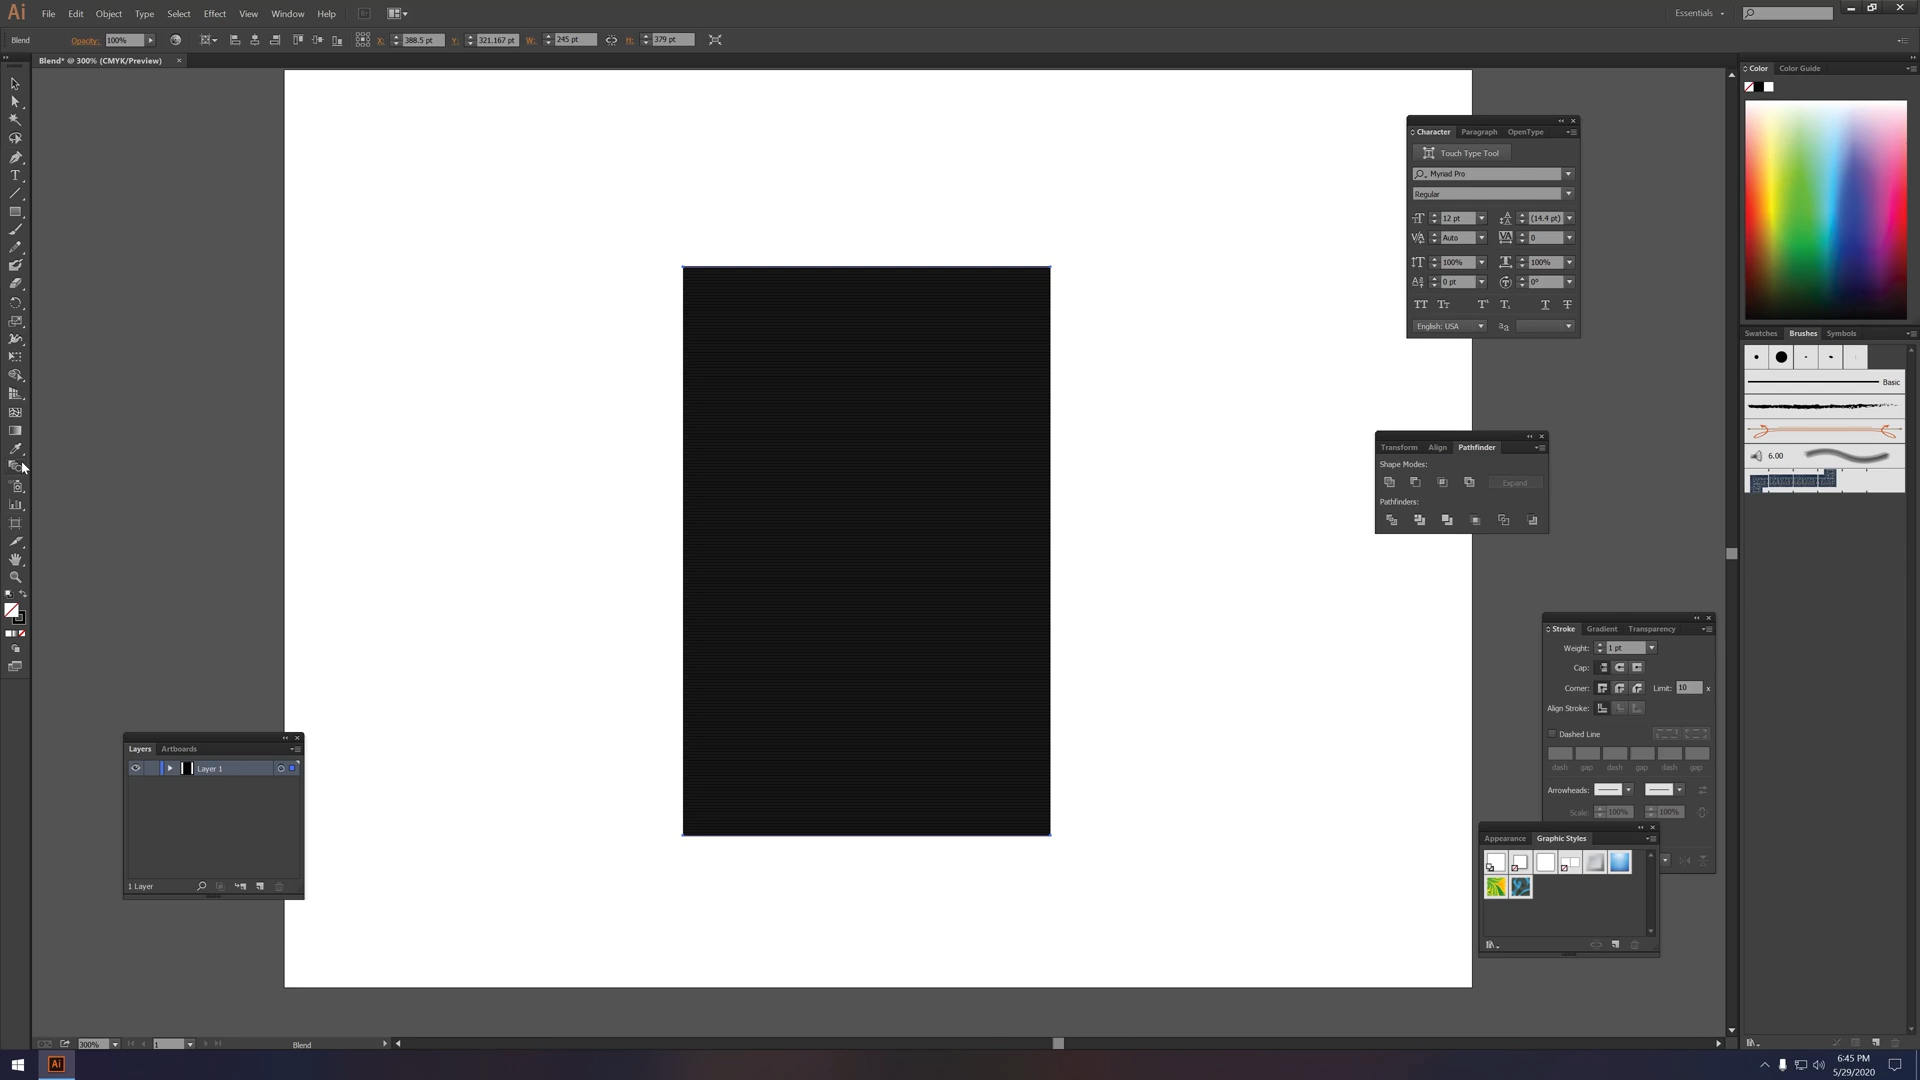 Ai File Edit Object Type Select Effect View Window Help Br Essentials
Blend Opacity: 100% X: 388.5 pt Y: 321.167 pt W: 245 pt H: 379 pt
Blend* @ 300% (CMYK/Preview) ×
Color Color Guide
Character Paragraph OpenType
Touch Type Tool
Myriad Pro
Regular
12 pt (14.4 pt)
Auto 0
100% 100%
0 pt 0°
English: USA
Swatches Brushes Symbols
Basic
6.00
Transform Align Pathfinder
Shape Modes:
Expand
Pathfinders:
Stroke Gradient Transparency
Weight: 1 pt
Cap:
Corner: Limit: 10 x
Align Stroke:
Dashed Line
dash gap dash gap dash gap
Arrowheads:
Scale: 100% 100%
Layers Artboards
Layer 1
1 Layer
Appearance Graphic Styles
300% 1 Blend
Ai
6:45 PM
5/29/2020